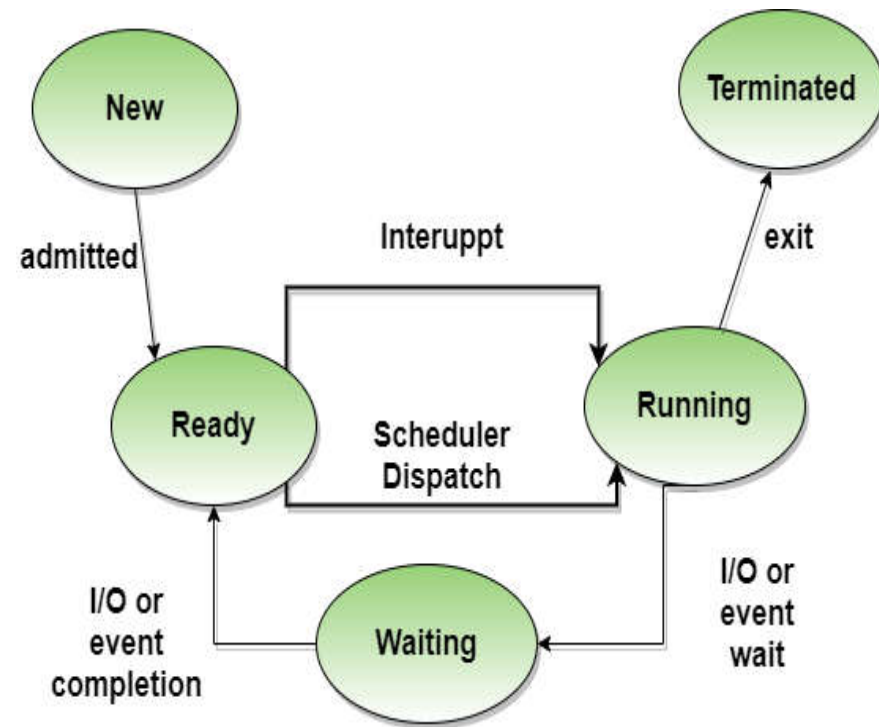 New
Terminated
admitted
Interuppt
exit
Ready
Running
Scheduler
Dispatch
I/O or
event
completion
Waiting
I/O or
event
wait